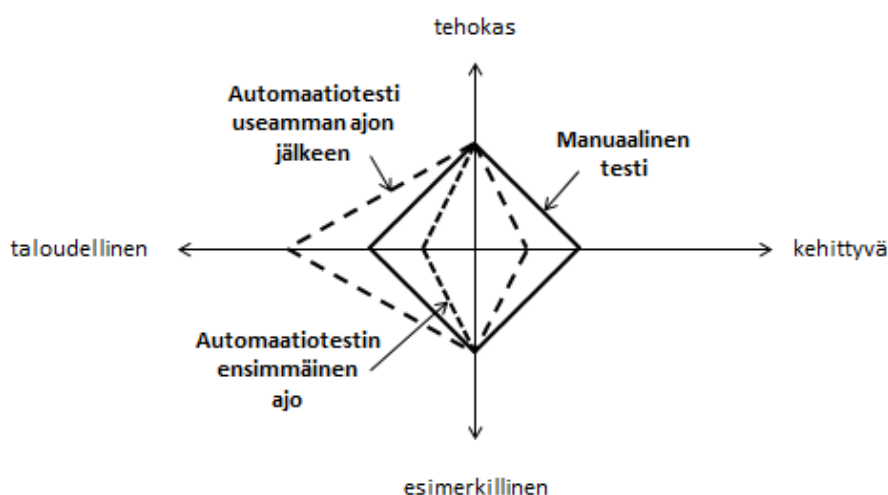 tehokas
Automaatiotesti
useamman ajon
jälkeen
Manuaalinen
testi
taloudellinen
kehittyvä
Automaatiotestin
ensimmäinen
ajo
esimerkillinen